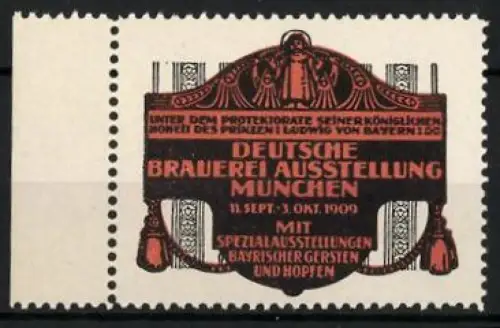 UNTER DEM PROTEKTORATE SEINER KÖNIGLICHEN
HOHEIT DES PRINZEN LUDWIG VON BAYERN
DEUTSCHE
BRAUEREI AUSSTELLUNG
MÜNCHEN
11. SEPT.-3. OKT. 1909
MIT
SPEZIALAUSSTELLUNGEN
BAYRISCHER GERSTEN
UND HOPFEN